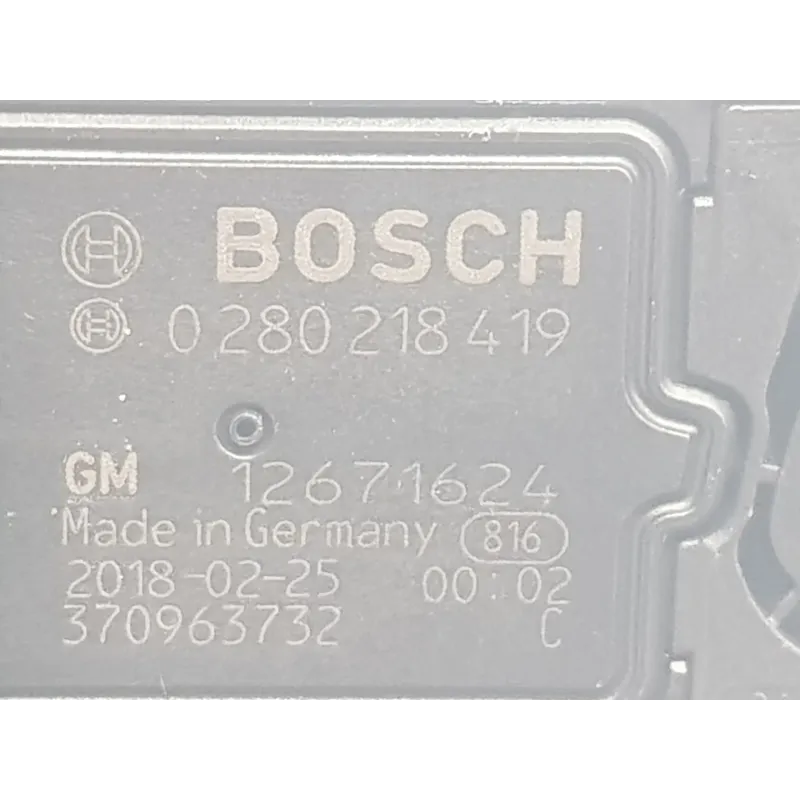 BOSCH
0 280 218 419
GM 12671624
Made in Germany 816
2018-02-25 00:02
370963732 C